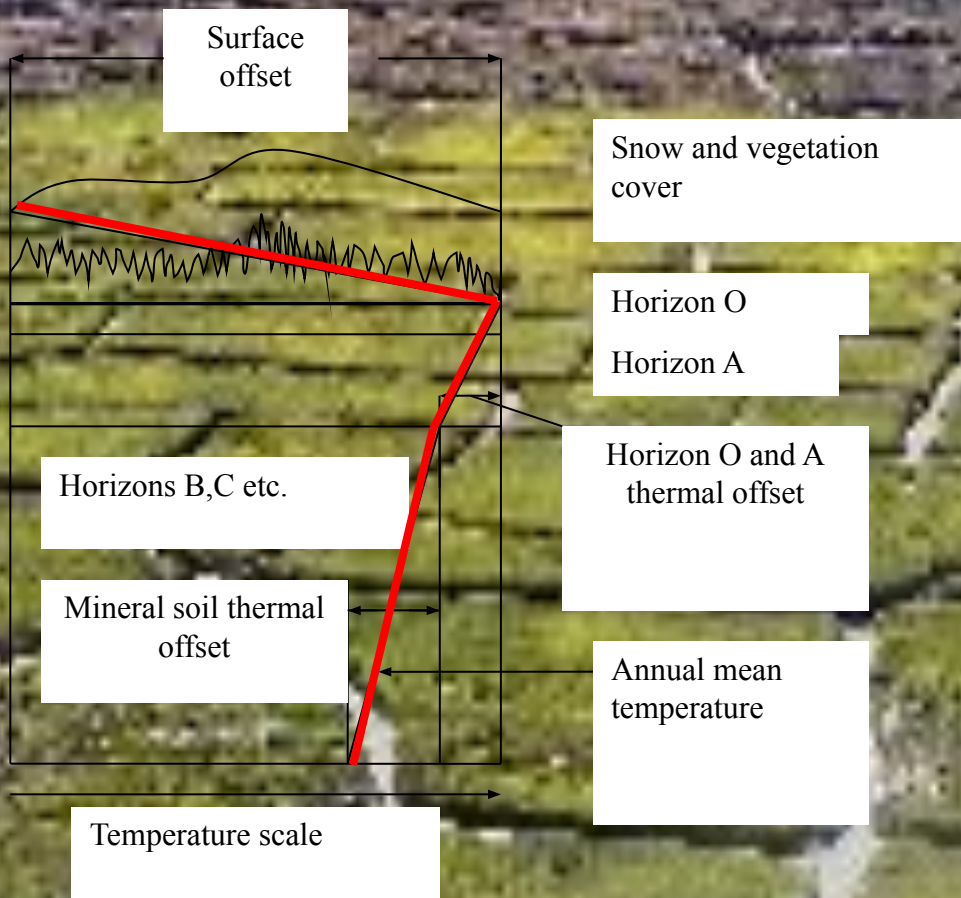 Surface
offset
Snow and vegetation
cover
Horizon O
Horizon A
Horizon O and A
thermal offset
Horizons B,C etc.
Mineral soil thermal
offset
Annual mean
temperature
Temperature scale